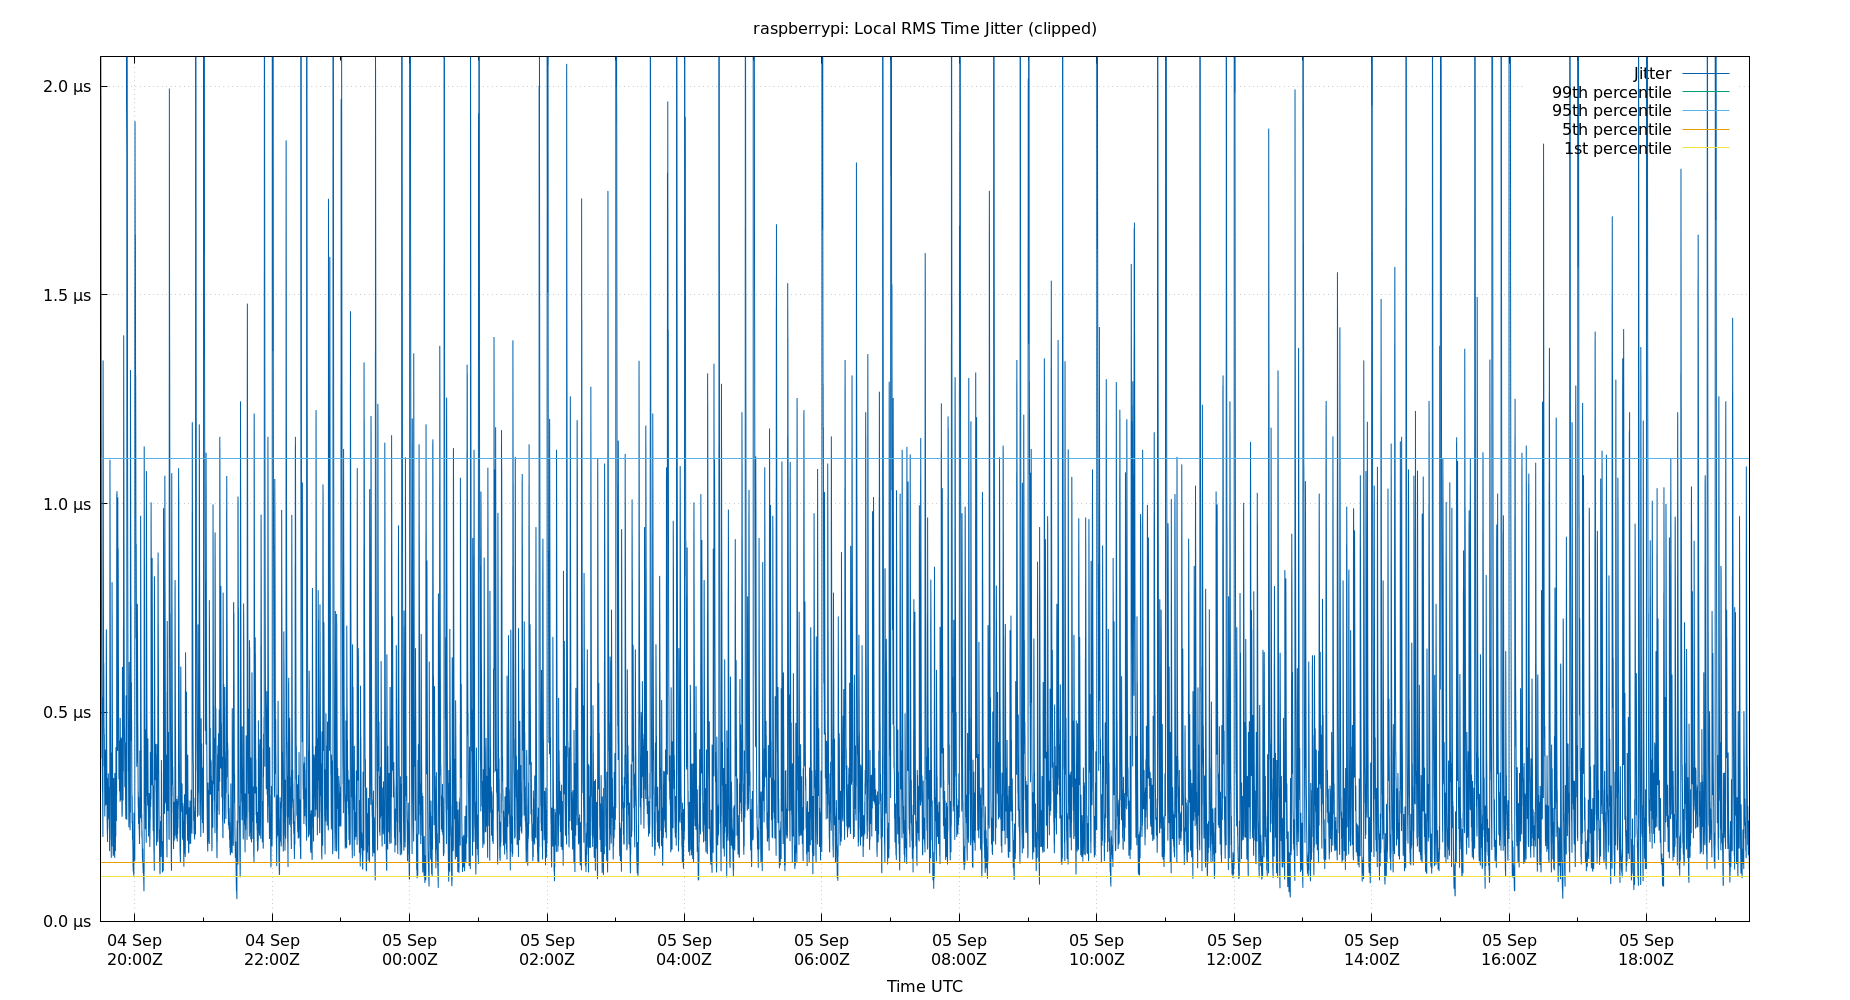 raspberrypi: Local RMS Time Jitter (clipped)
2.0 µs
1.5 µs
1.0 µs
0.5 µs
0.0 µs
Jitter
99th percentile
95th percentile
5th percentile
1st percentile
04 Sep 20:00Z
04 Sep 22:00Z
05 Sep 00:00Z
05 Sep 02:00Z
05 Sep 04:00Z
05 Sep 06:00Z
05 Sep 08:00Z
05 Sep 10:00Z
05 Sep 12:00Z
05 Sep 14:00Z
05 Sep 16:00Z
05 Sep 18:00Z
Time UTC